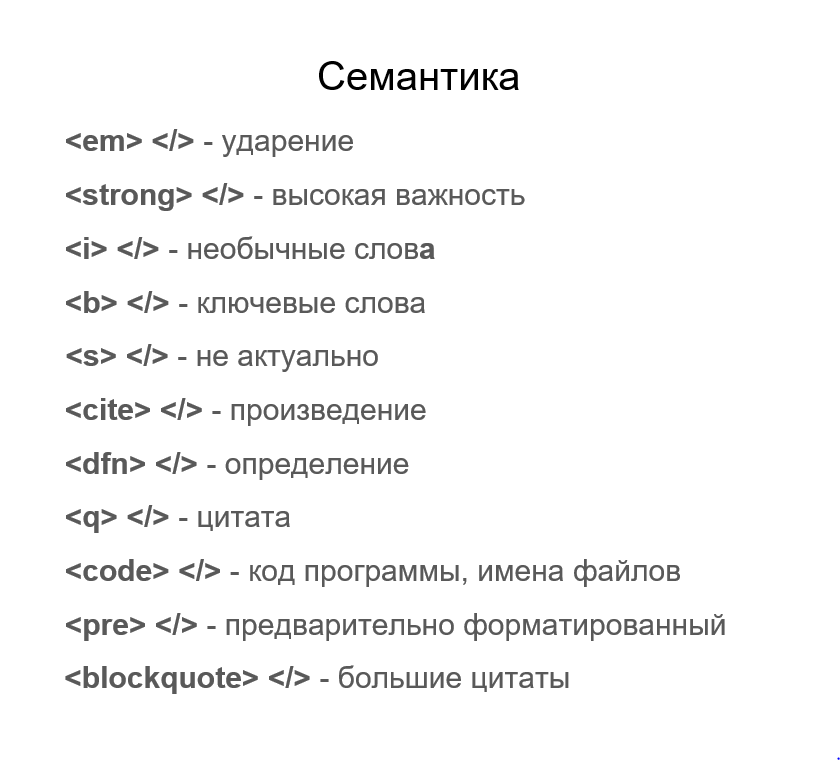 Семантика
<em> </> - ударение
<strong> </> - высокая важность
<i> </> - необычные слова
<b> </> - ключевые слова
<s> </> - не актуально
<cite> </> - произведение
<dfn> </> - определение
<q> </> - цитата
<code> </> - код программы, имена файлов
<pre> </> - предварительно форматированный
<blockquote> </> - большие цитаты